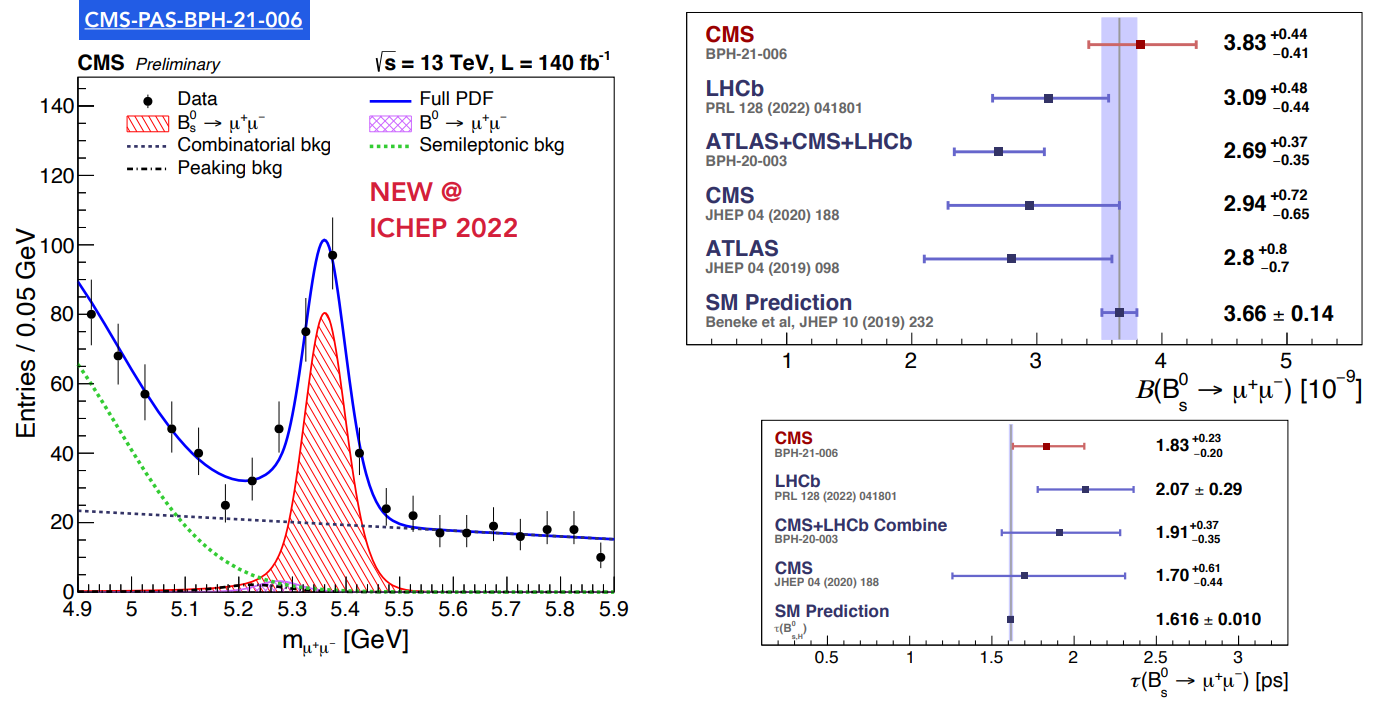 CMS-PAS-BPH-21-006
CMS Preliminary
√s = 13 TeV, L = 140 fb⁻¹
Data
Full PDF
B⁰ₛ → μ⁺μ⁻
B⁰ → μ⁺μ⁻
Combinatorial bkg
Semileptonic bkg
Peaking bkg
NEW @
ICHEP 2022
Entries / 0.05 GeV
140
120
100
80
60
40
20
0
4.9 5 5.1 5.2 5.3 5.4 5.5 5.6 5.7 5.8 5.9
m_μ⁺μ⁻ [GeV]
CMS 3.83 +0.44 −0.41
BPH-21-006
LHCb 3.09 +0.48 −0.44
PRL 128 (2022) 041801
ATLAS+CMS+LHCb 2.69 +0.37 −0.35
BPH-20-003
CMS 2.94 +0.72 −0.65
JHEP 04 (2020) 188
ATLAS 2.8 +0.8 −0.7
JHEP 04 (2019) 098
SM Prediction 3.66 ± 0.14
Beneke et al, JHEP 10 (2019) 232
1 2 3 4 5
B(B⁰ₛ → μ⁺μ⁻) [10⁻⁹]
CMS 1.83 +0.23 −0.20
BPH-21-006
LHCb 2.07 ± 0.29
PRL 128 (2022) 041801
CMS+LHCb Combine 1.91 +0.37 −0.35
BPH-20-003
CMS 1.70 +0.61 −0.44
JHEP 04 (2020) 188
SM Prediction 1.616 ± 0.010
τ(B⁰_s,H)
0.5 1 1.5 2 2.5 3
τ(B⁰ₛ → μ⁺μ⁻) [ps]